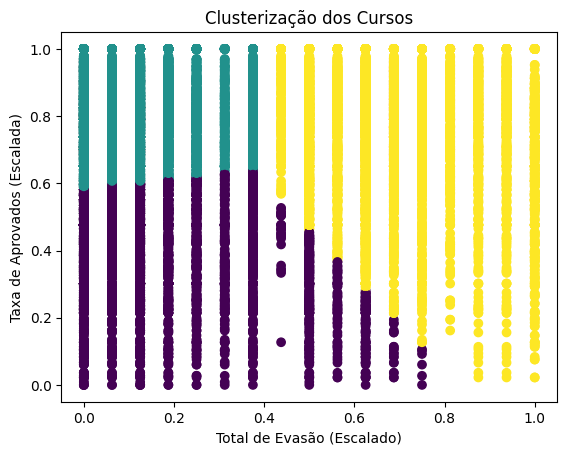 Clusterização dos Cursos
Taxa de Aprovados (Escalada)
1.0
0.8
0.6
0.4
0.2
0.0
0.0 0.2 0.4 0.6 0.8 1.0
Total de Evasão (Escalado)